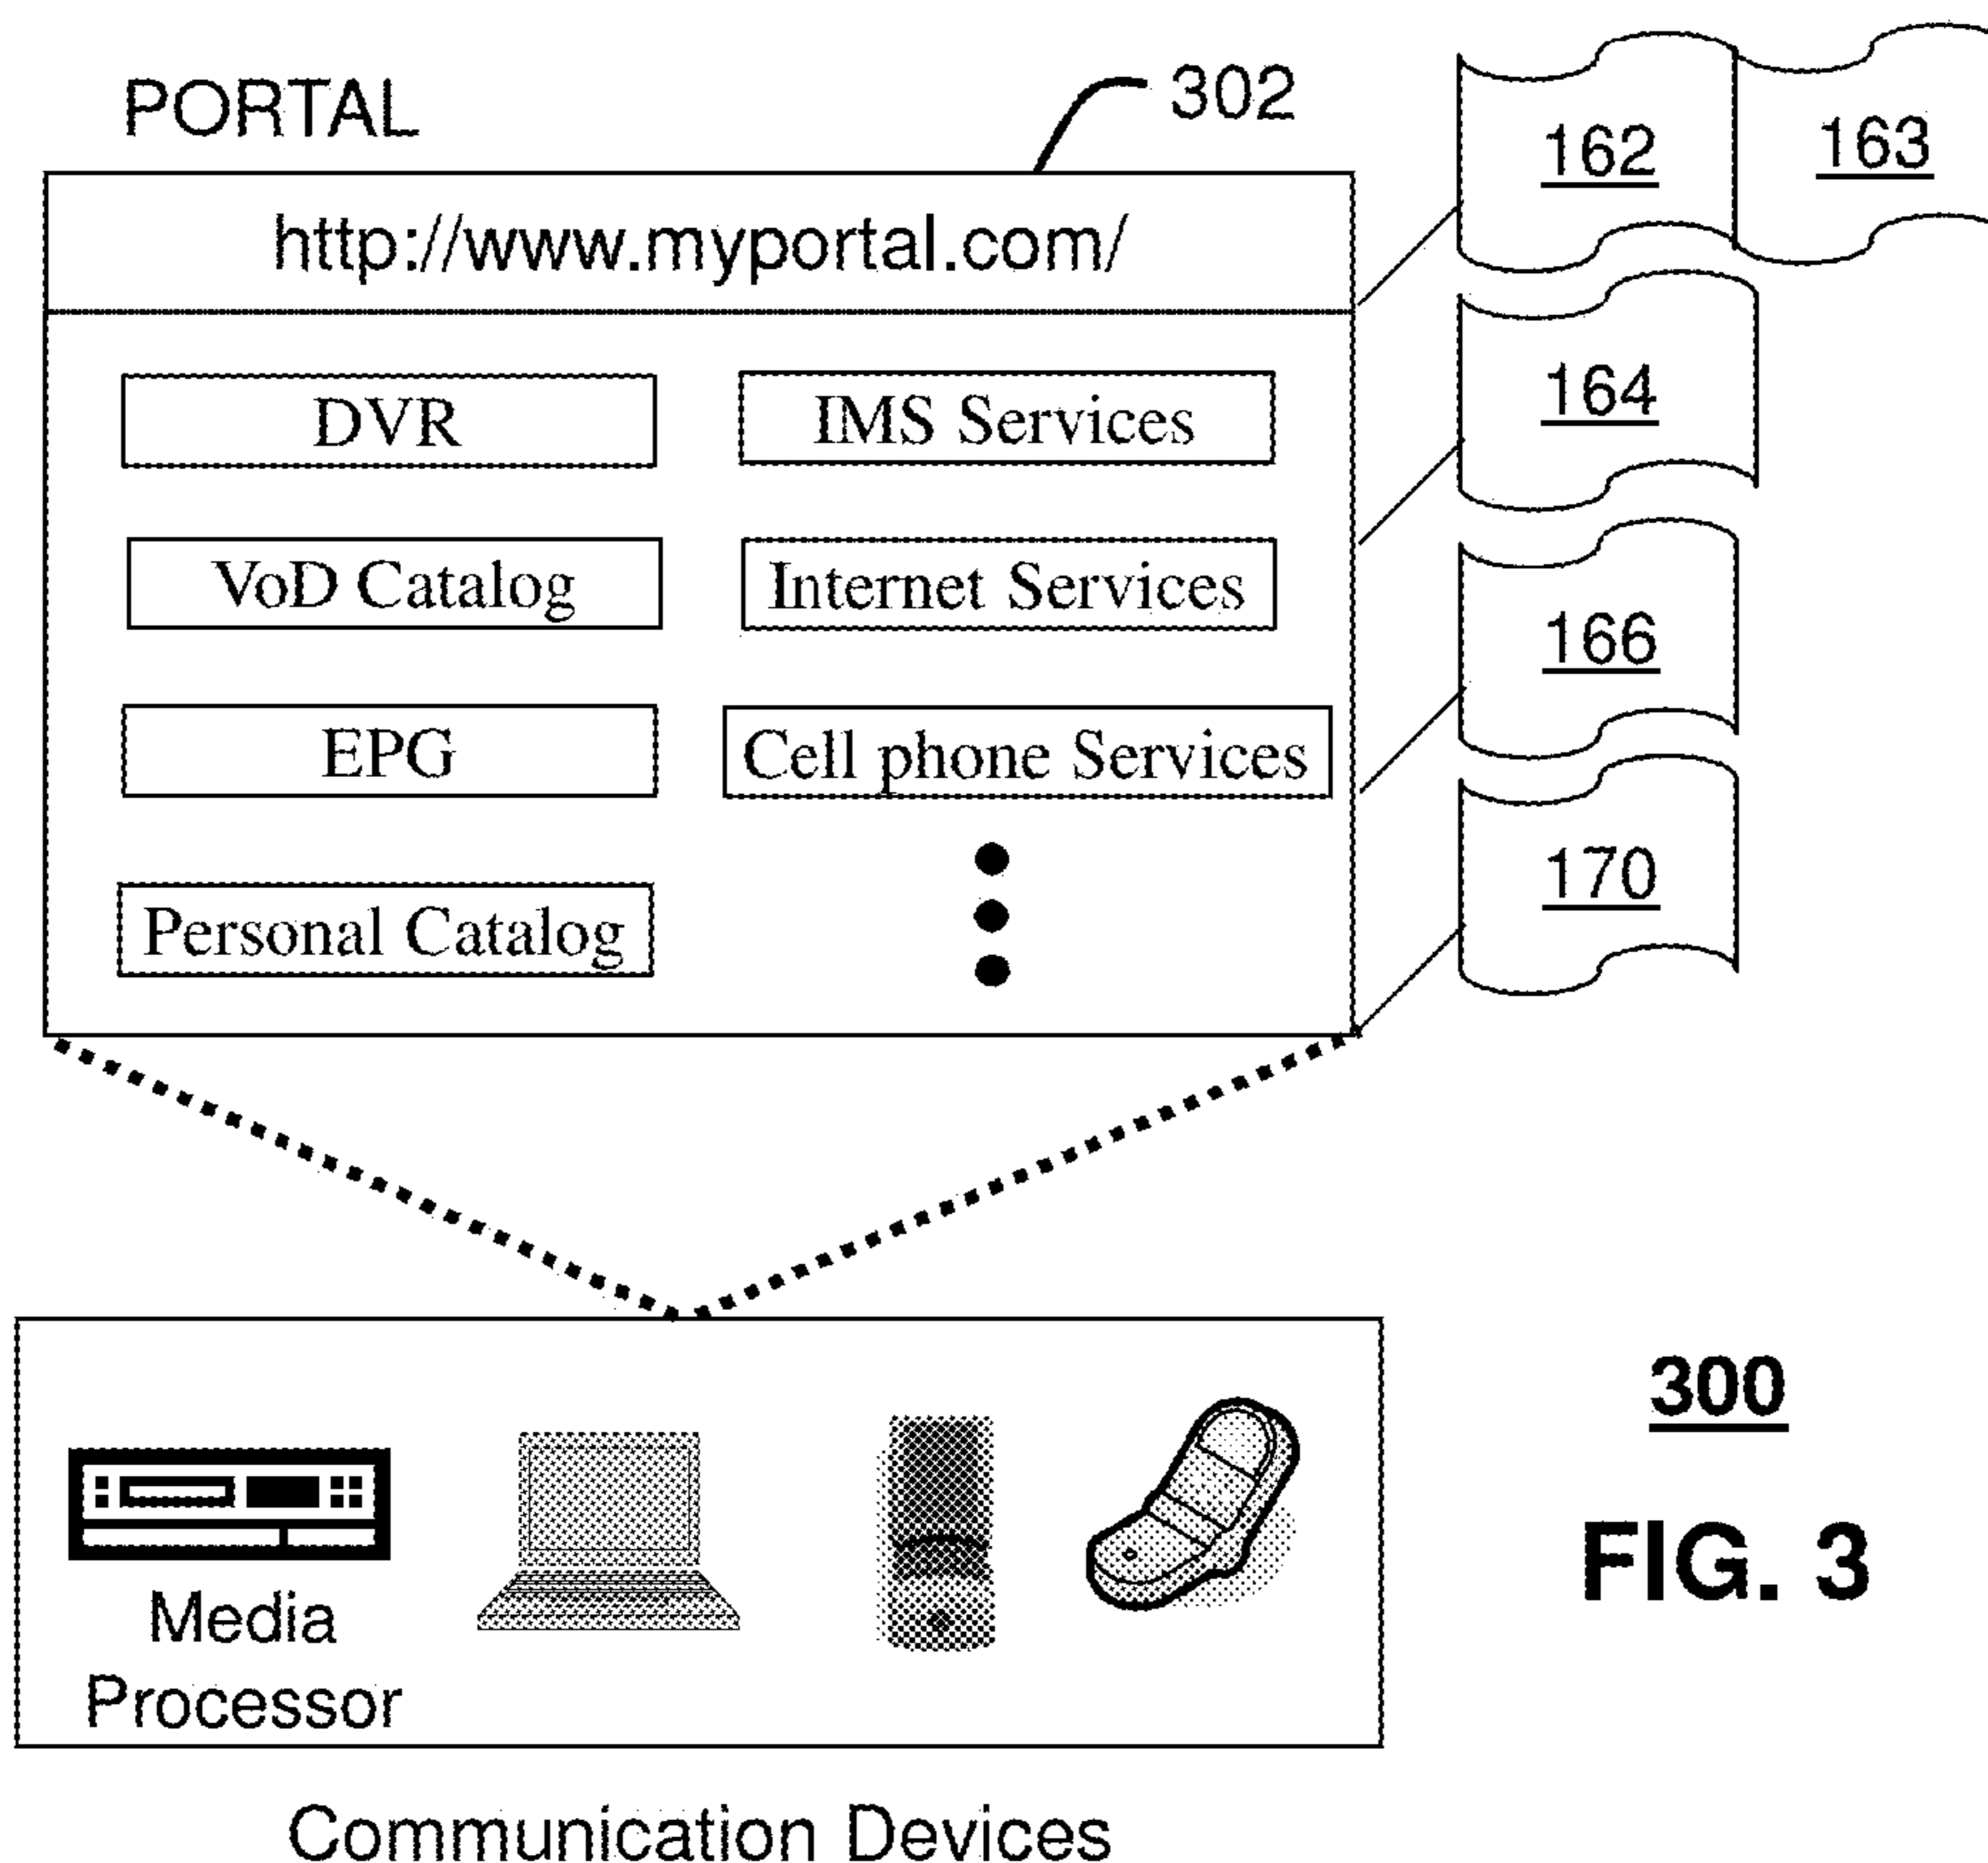 PORTAL
302
http://www.myportal.com/
162
163
DVR
IMS Services
164
VoD Catalog
Internet Services
166
EPG
Cell phone Services
170
Personal Catalog
Media
Processor
300
FIG. 3
Communication Devices